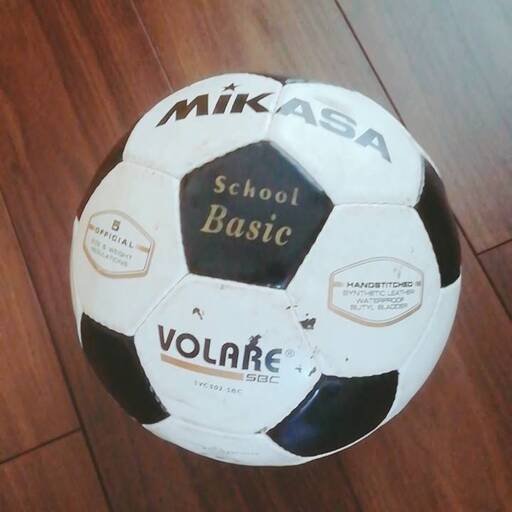 MIKASA
School
Basic
5
OFFICIAL
SIZE & WEIGHT
REGULATIONS
HANDSTITCHED
SYNTHETIC LEATHER
WATERPROOF
BUTYL BLADDER
VOLARE®
SBC